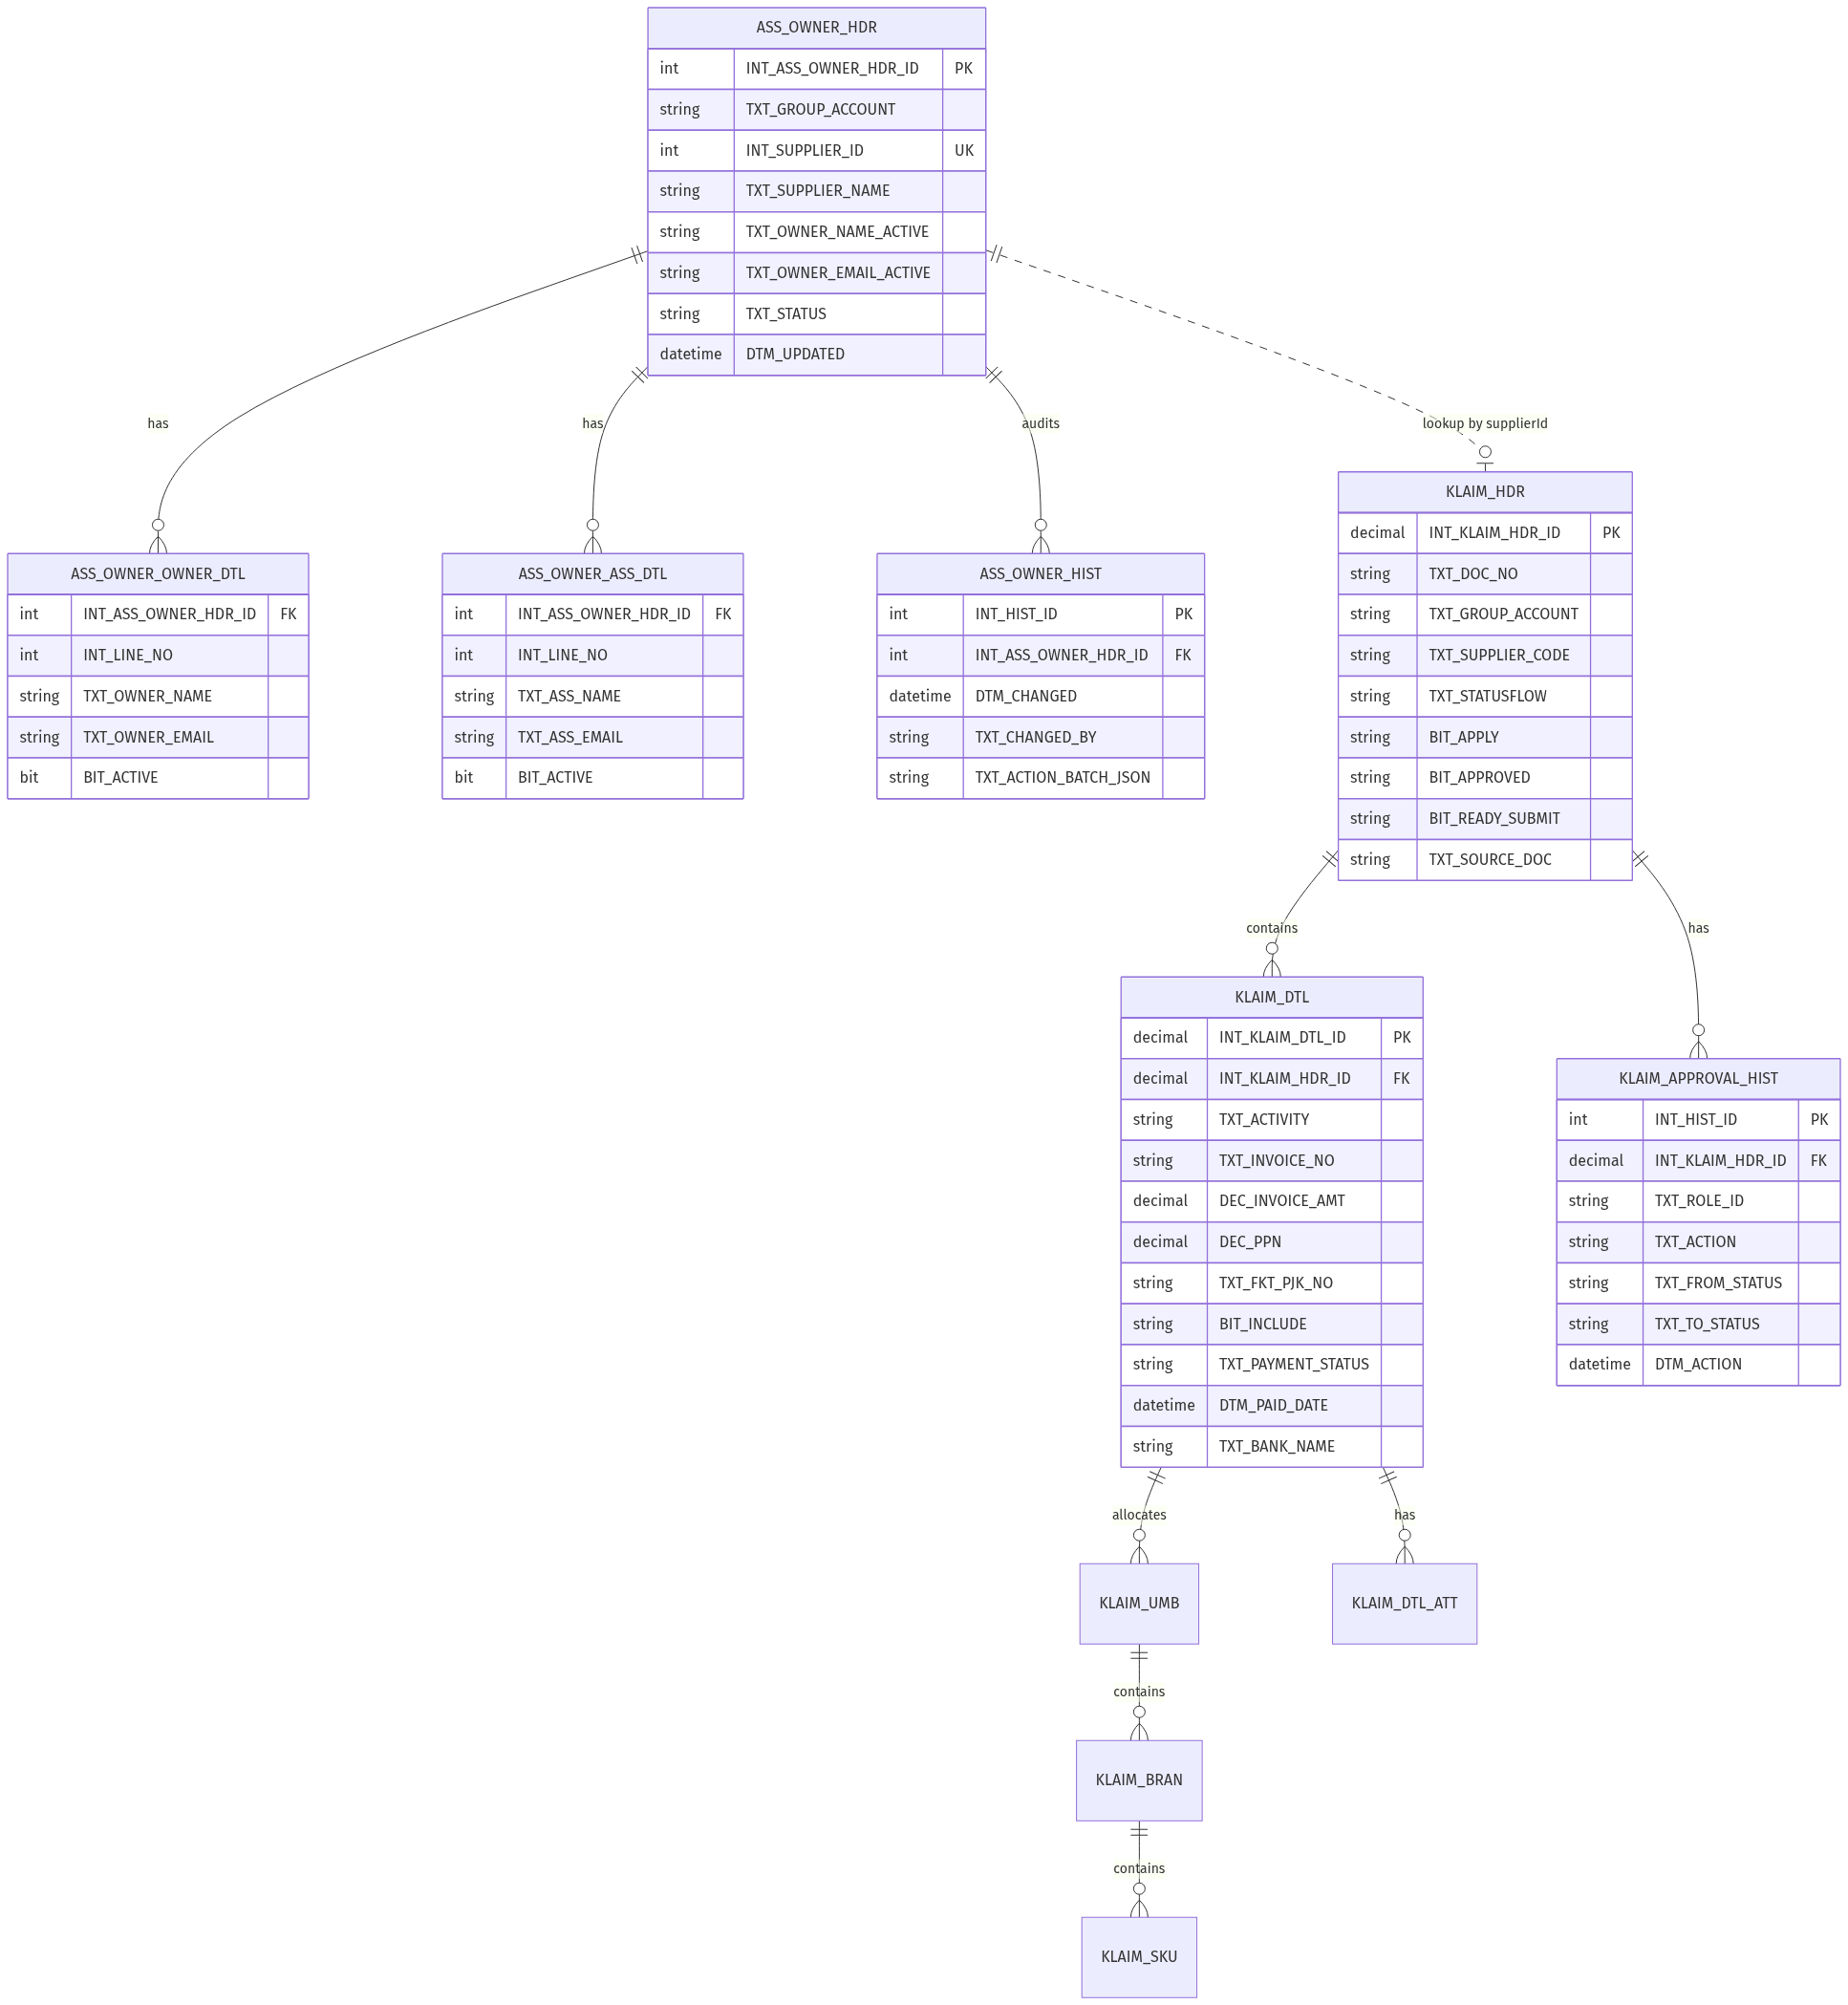 ASS_OWNER_HDR
int INT_ASS_OWNER_HDR_ID PK
string TXT_GROUP_ACCOUNT
int INT_SUPPLIER_ID UK
string TXT_SUPPLIER_NAME
string TXT_OWNER_NAME_ACTIVE
string TXT_OWNER_EMAIL_ACTIVE
string TXT_STATUS
datetime DTM_UPDATED
has
has
audits
lookup by supplierId
ASS_OWNER_OWNER_DTL
int INT_ASS_OWNER_HDR_ID FK
int INT_LINE_NO
string TXT_OWNER_NAME
string TXT_OWNER_EMAIL
bit BIT_ACTIVE
ASS_OWNER_ASS_DTL
int INT_ASS_OWNER_HDR_ID FK
int INT_LINE_NO
string TXT_ASS_NAME
string TXT_ASS_EMAIL
bit BIT_ACTIVE
ASS_OWNER_HIST
int INT_HIST_ID PK
int INT_ASS_OWNER_HDR_ID FK
datetime DTM_CHANGED
string TXT_CHANGED_BY
string TXT_ACTION_BATCH_JSON
KLAIM_HDR
decimal INT_KLAIM_HDR_ID PK
string TXT_DOC_NO
string TXT_GROUP_ACCOUNT
string TXT_SUPPLIER_CODE
string TXT_STATUSFLOW
string BIT_APPLY
string BIT_APPROVED
string BIT_READY_SUBMIT
string TXT_SOURCE_DOC
contains
has
KLAIM_DTL
decimal INT_KLAIM_DTL_ID PK
decimal INT_KLAIM_HDR_ID FK
string TXT_ACTIVITY
string TXT_INVOICE_NO
decimal DEC_INVOICE_AMT
decimal DEC_PPN
string TXT_FKT_PJK_NO
string BIT_INCLUDE
string TXT_PAYMENT_STATUS
datetime DTM_PAID_DATE
string TXT_BANK_NAME
KLAIM_APPROVAL_HIST
int INT_HIST_ID PK
decimal INT_KLAIM_HDR_ID FK
string TXT_ROLE_ID
string TXT_ACTION
string TXT_FROM_STATUS
string TXT_TO_STATUS
datetime DTM_ACTION
allocates
has
KLAIM_UMB
KLAIM_DTL_ATT
contains
KLAIM_BRAN
contains
KLAIM_SKU